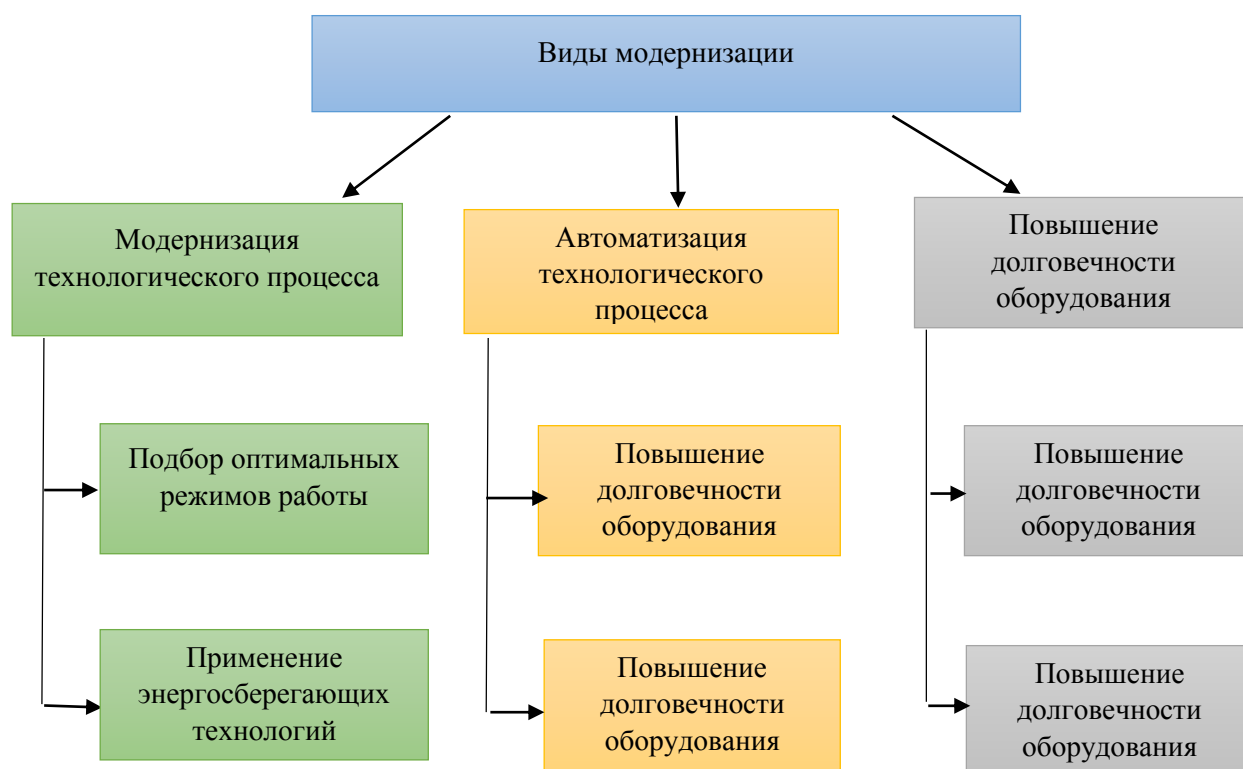 Виды модернизации
Модернизация
технологического процесса
Автоматизация
технологического
процесса
Повышение
долговечности
оборудования
Подбор оптимальных
режимов работы
Повышение
долговечности
оборудования
Повышение
долговечности
оборудования
Применение
энергосберегающих
технологий
Повышение
долговечности
оборудования
Повышение
долговечности
оборудования